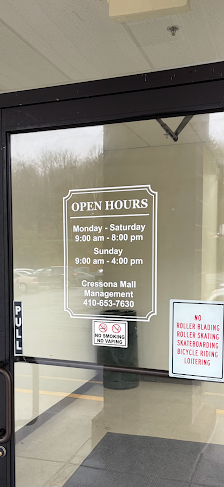 OPEN HOURS
Monday - Saturday
9:00 am - 8:00 pm
Sunday
9:00 am - 4:00 pm
Cressona Mall
Management
410-653-7630
PULL
NO SMOKING
NO VAPING
NO
ROLLER BLADING
ROLLER SKATING
SKATEBOARDING
BICYCLE RIDING
LOITERING